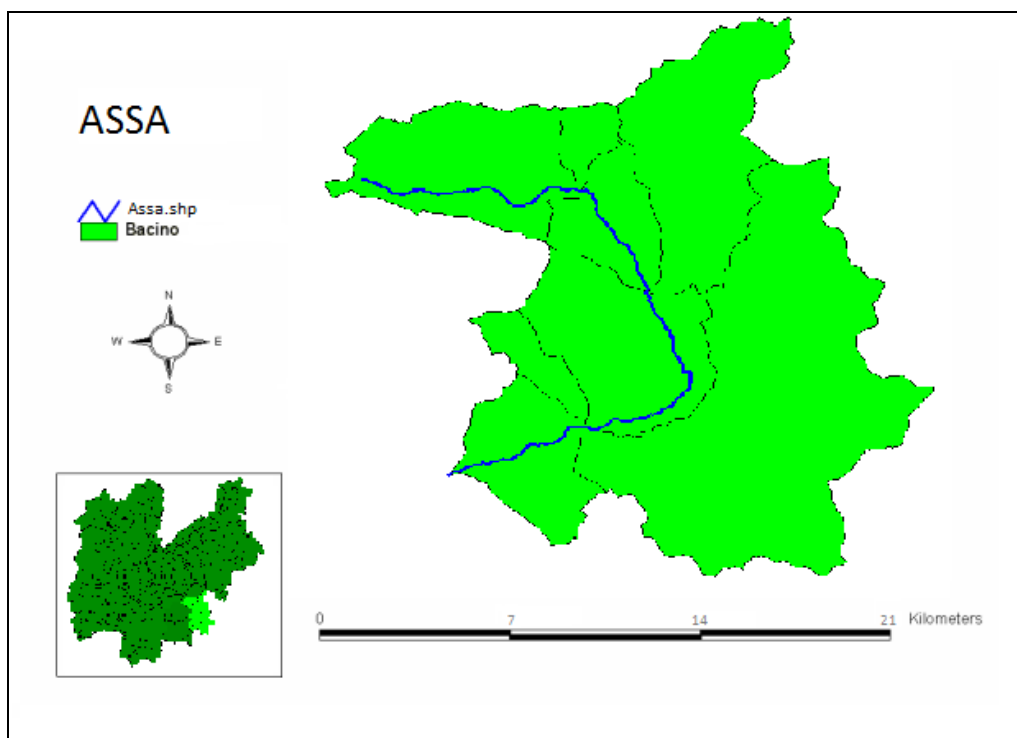 ASSA
Assa.shp
Bacino
N
W E
S
0 7 14 21 Kilometers